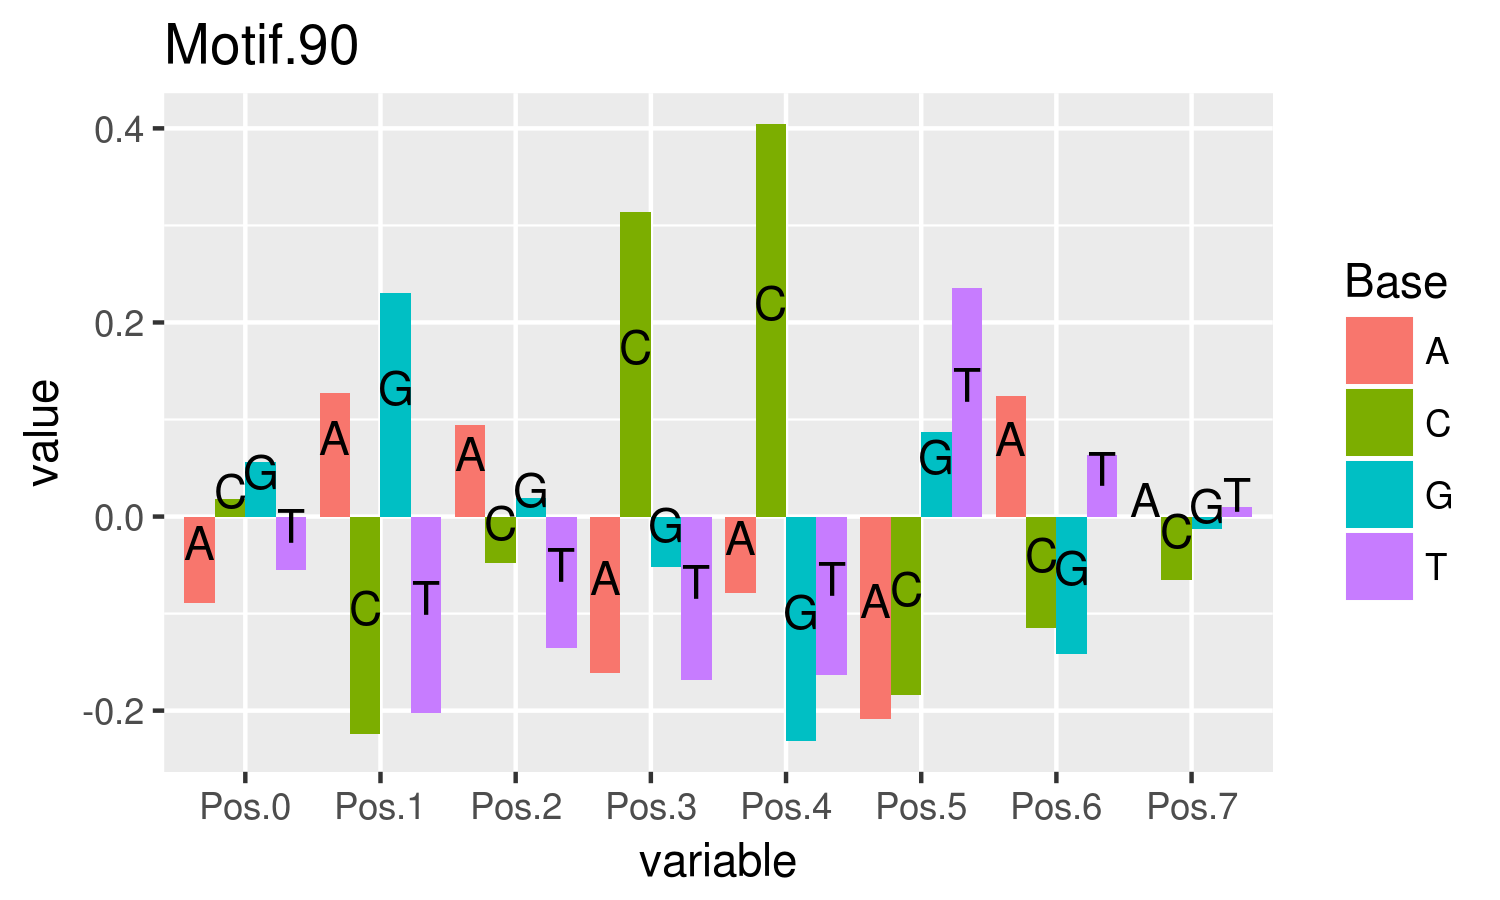 Motif.90
0.4
0.2
0.0
-0.2
value
A C G T
A C G T
A C G T
A C G T
A C G T
A C G T
A C G T
A C G T
Pos.0 Pos.1 Pos.2 Pos.3 Pos.4 Pos.5 Pos.6 Pos.7
variable
Base
A
C
G
T